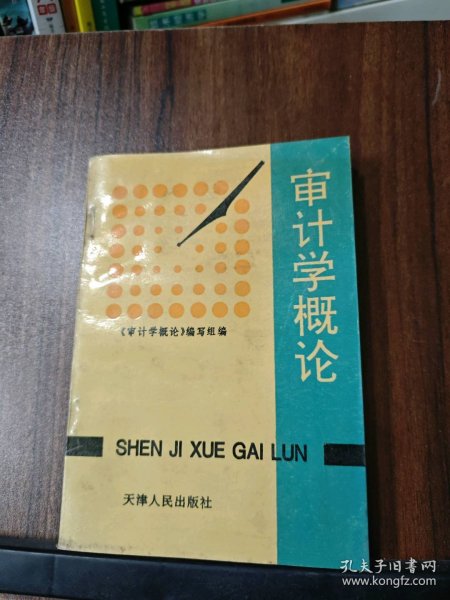 审计学概论
《审计学概论》编写组编
SHEN JI XUE GAI LUN
天津人民出版社
孔夫子旧书网
www.kongfz.com